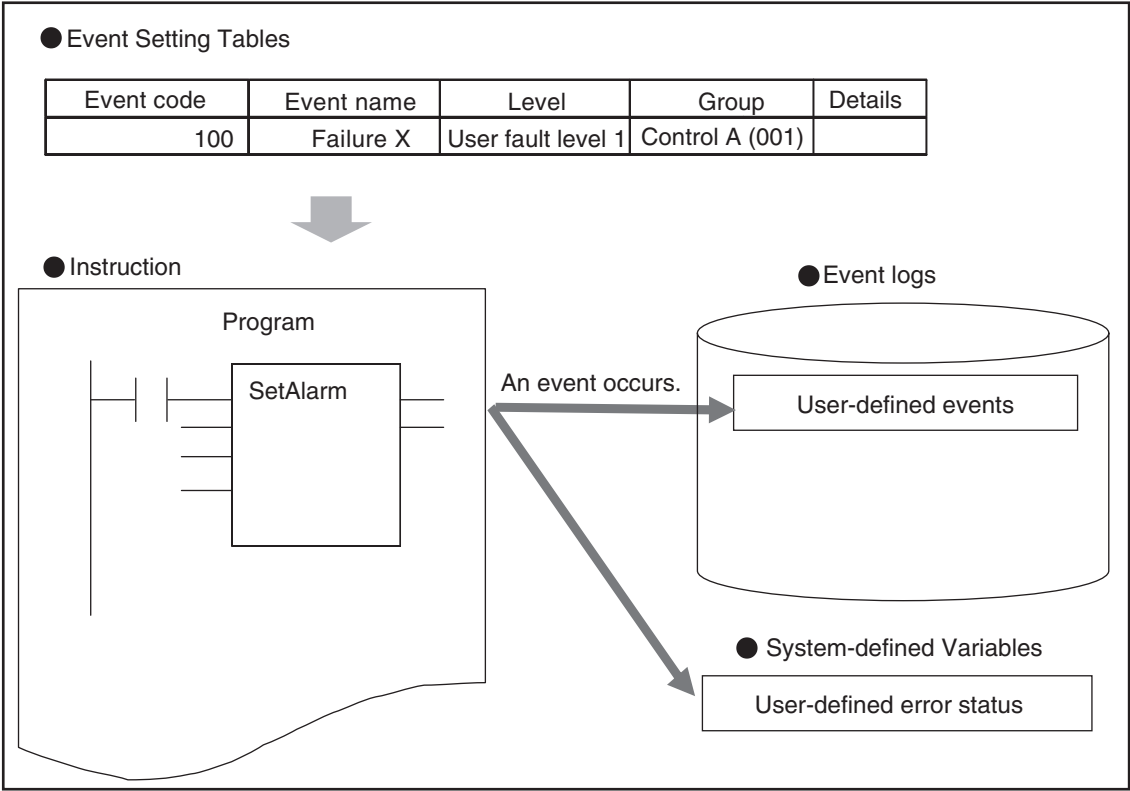 ● Event Setting Tables
Event code Event name Level Group Details
100 Failure X User fault level 1 Control A (001)
● Instruction
Program
SetAlarm
An event occurs.
● Event logs
User-defined events
● System-defined Variables
User-defined error status